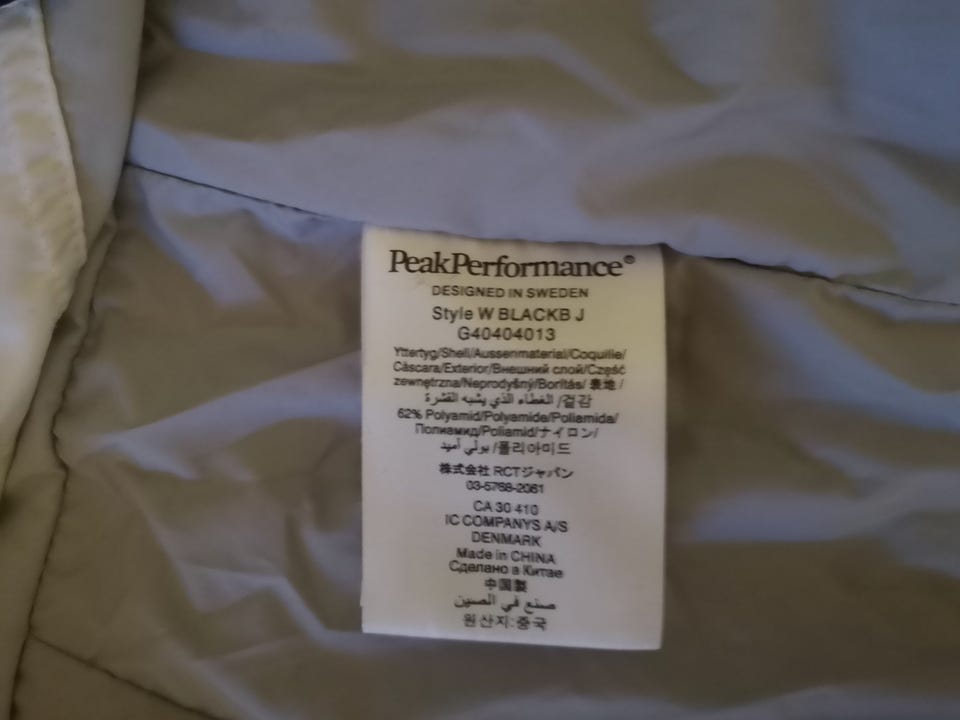 PeakPerformance®
DESIGNED IN SWEDEN
Style W BLACKB J
G40404013
Yttertyg/Shell/Aussenmaterial/Coquille/
Cáscara/Exterior/Внешний слой/Część
zewnętrzna/Neprodyšný/Borítás/ 表地 /
الغطاء الذي يشبه القشرة /겉감
62% Polyamid/Polyamide/Poliamida/
Полиамид/Poliamid/ナイロン/
بولي أميد /폴리아미드
株式会社 RCTジャパン
03-5768-2061
CA 30 410
IC COMPANYS A/S
DENMARK
Made in CHINA
Сделано в Китае
中国製
صنع في الصين
원산지:중국